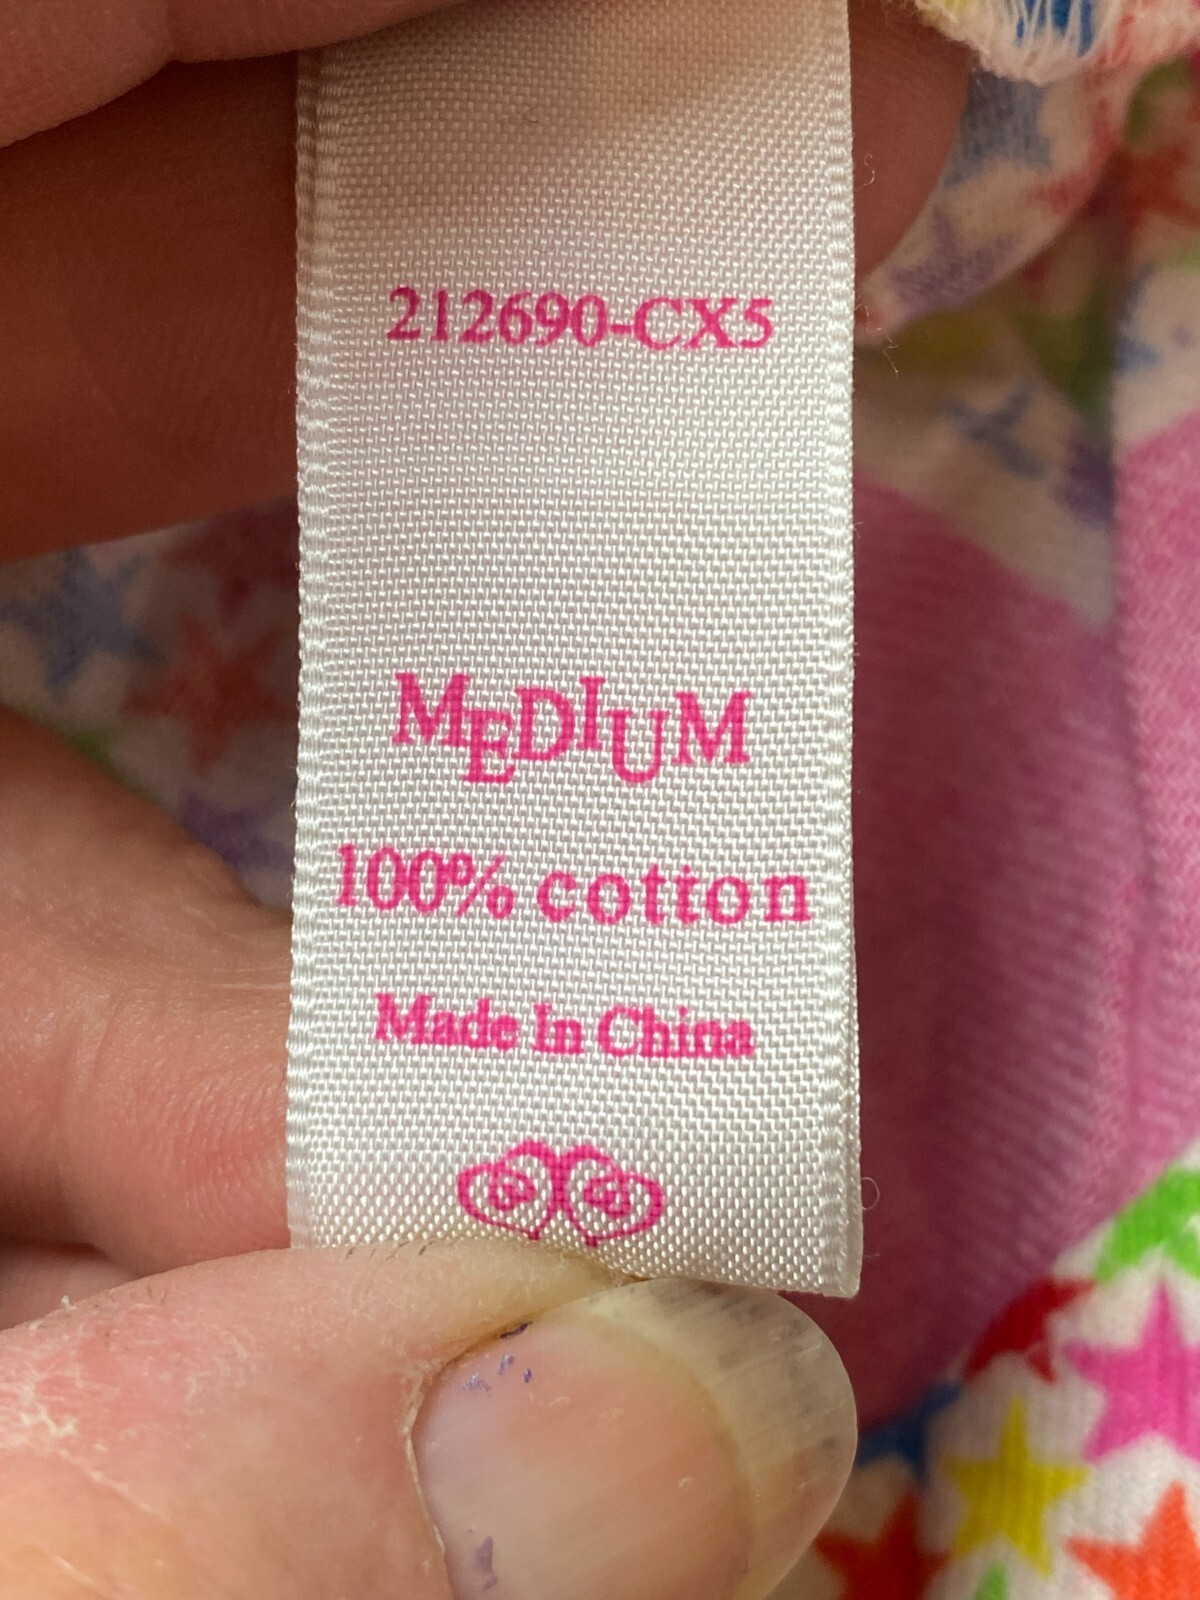 212690-CX5
MEDIUM
100% cotton
Made In China